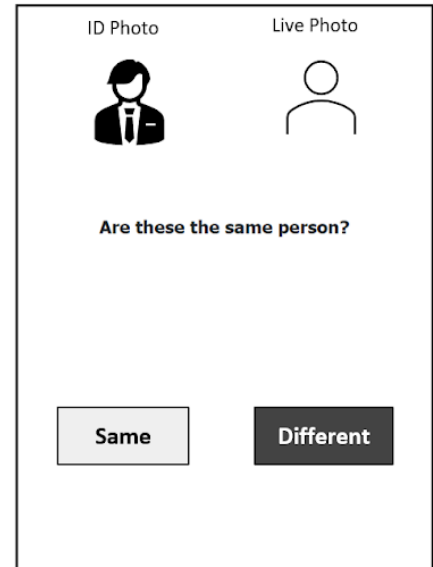 ID Photo Live Photo
Are these the same person?
Same Different